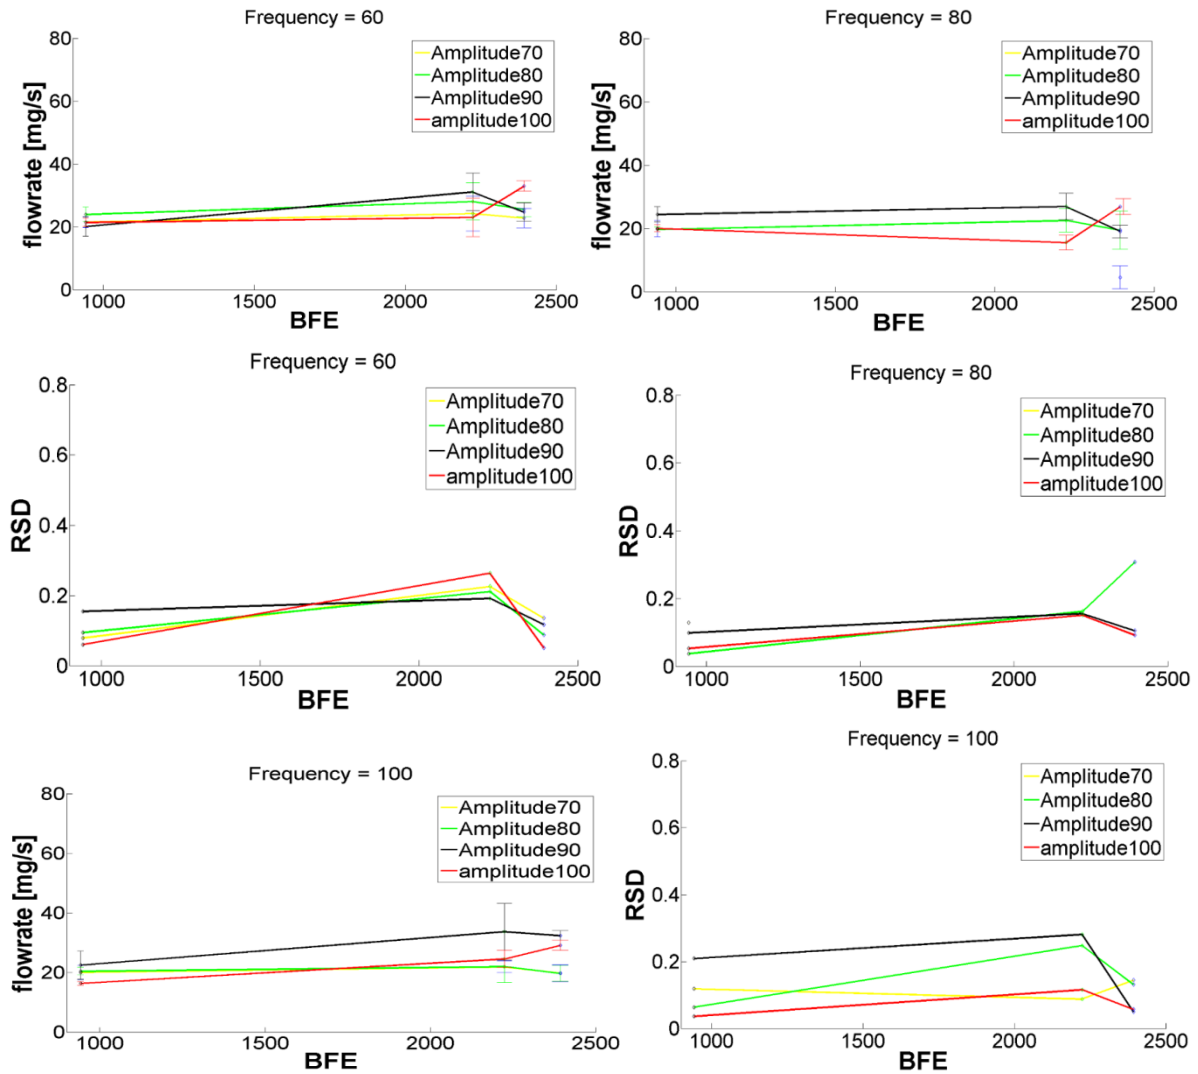 Frequency = 60
80
60
40
20
0
flowrate [mg/s]
1000
1500
2000
2500
BFE
Amplitude70
Amplitude80
Amplitude90
amplitude100
Frequency = 80
80
60
40
20
0
flowrate [mg/s]
1000
1500
2000
2500
BFE
Amplitude70
Amplitude80
Amplitude90
amplitude100
Frequency = 60
0.8
0.6
0.4
0.2
0
RSD
1000
1500
2000
2500
BFE
Amplitude70
Amplitude80
Amplitude90
amplitude100
Frequency = 80
0.8
0.6
0.4
0.2
0
RSD
1000
1500
2000
2500
BFE
Amplitude70
Amplitude80
Amplitude90
amplitude100
Frequency = 100
80
60
40
20
0
flowrate [mg/s]
1000
1500
2000
2500
BFE
Amplitude70
Amplitude80
Amplitude90
amplitude100
Frequency = 100
0.8
0.6
0.4
0.2
0
RSD
1000
1500
2000
2500
BFE
Amplitude70
Amplitude80
Amplitude90
amplitude100